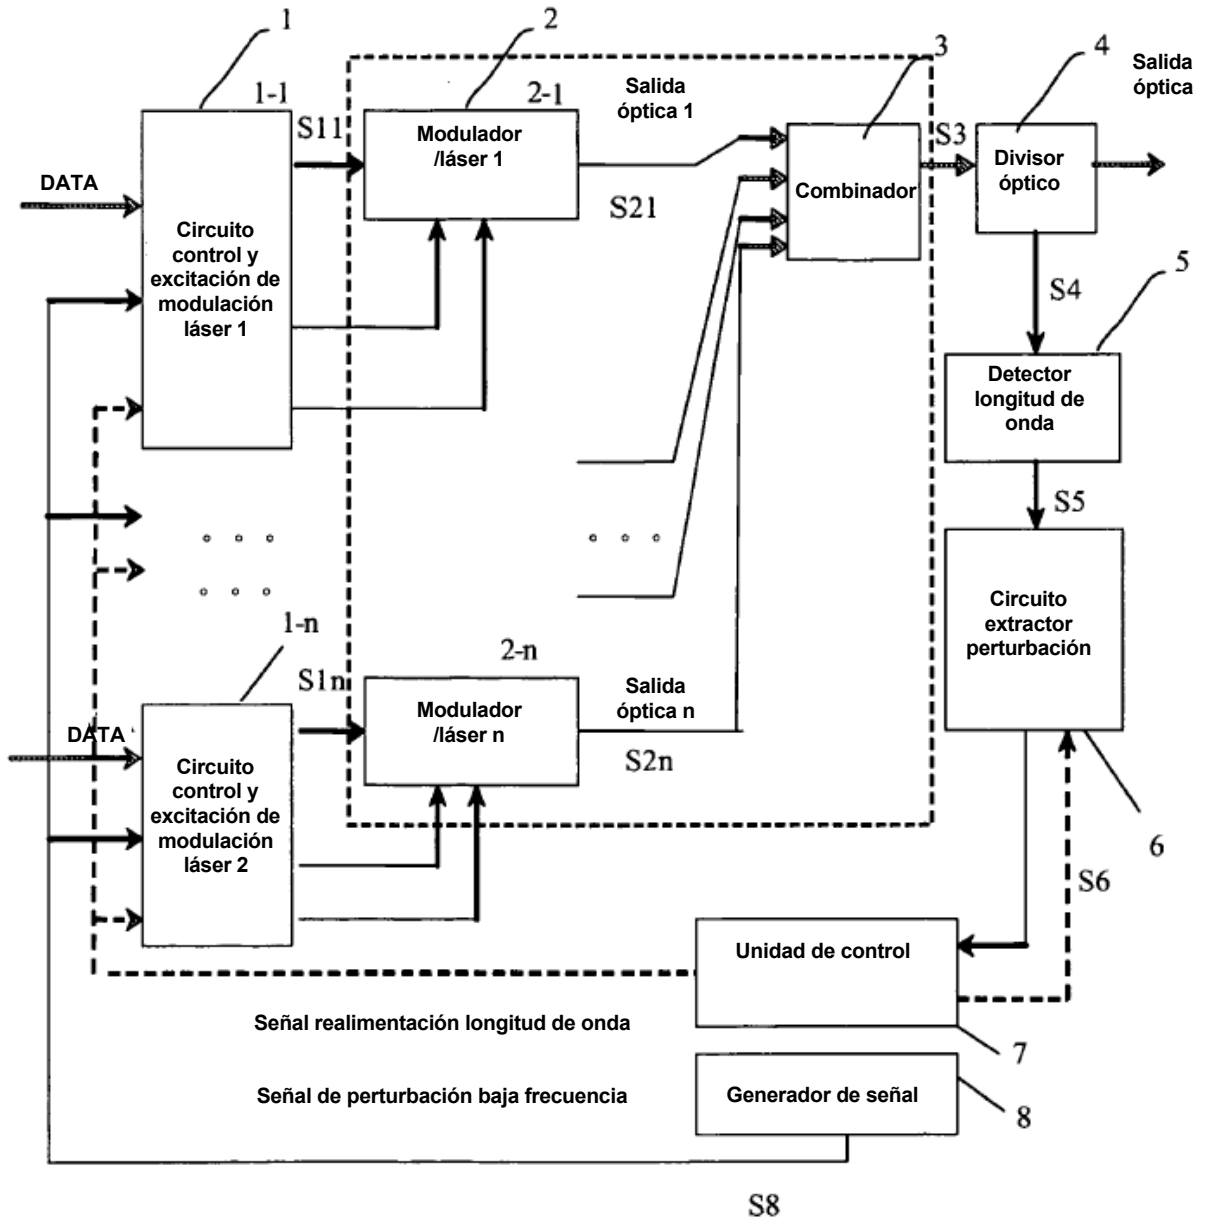 1
2
3
4
Salida
óptica
1-1
S11
2-1
Salida
óptica 1
S3
Modulador
/láser 1
Combinador
Divisor
óptico
DATA
S21
Circuito
control y
excitación de
modulación
láser 1
S4
5
Detector
longitud de
onda
S5
Circuito
extractor
perturbación
1-n
S1n
2-n
Salida
óptica n
Modulador
/láser n
S2n
DATA
Circuito
control y
excitación de
modulación
láser 2
6
S6
Unidad de control
Señal realimentación longitud de onda
7
Señal de perturbación baja frecuencia
Generador de señal
8
S8